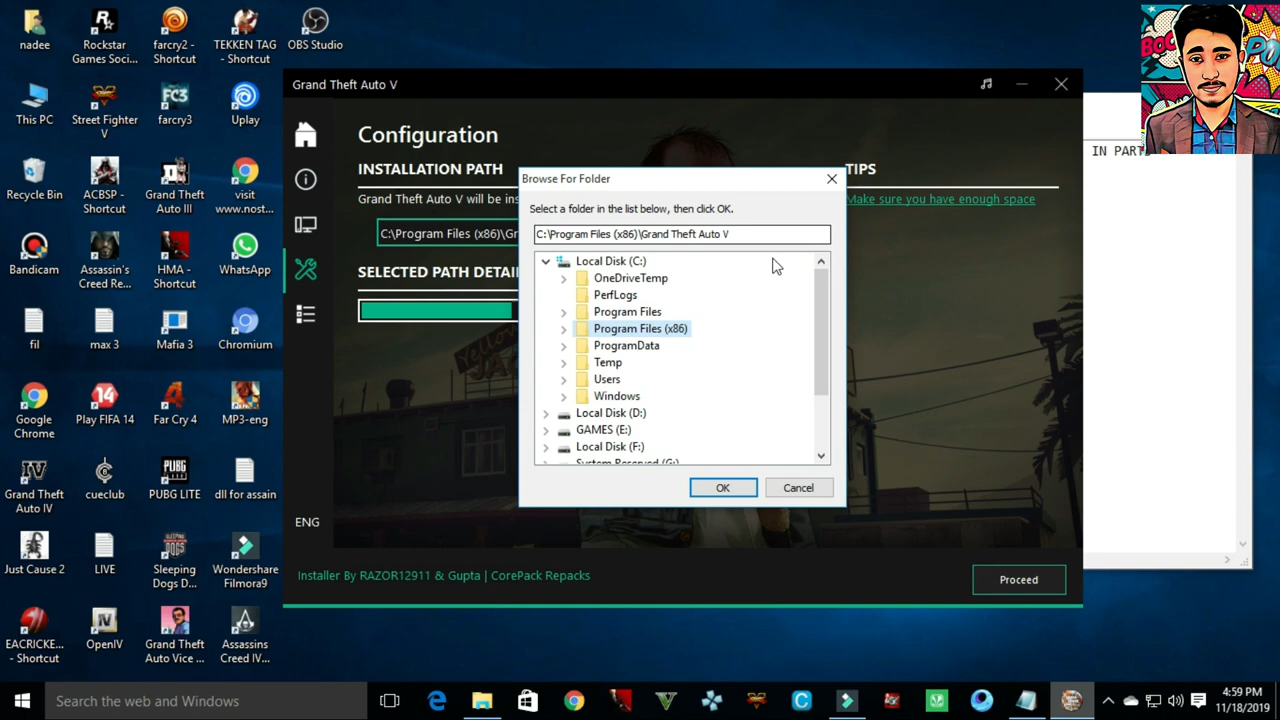 nadee
Rockstar
Games Soci...
farcry2 -
Shortcut
TEKKEN TAG
- Shortcut
OBS Studio
This PC
Street Fighter
V
farcry3
Uplay
Recycle Bin
ACBSP -
Shortcut
Grand Theft
Auto III
visit
www.nost...
Bandicam
Assassin's
Creed Re...
HMA -
Shortcut
WhatsApp
fil
max 3
Mafia 3
Chromium
Google
Chrome
Play FIFA 14
Far Cry 4
MP3-eng
Grand Theft
Auto IV
cueclub
PUBG LITE
dll for assain
Just Cause 2
LIVE
Sleeping
Dogs D...
Wondershare
Filmora9
EACRICKE...
- Shortcut
OpenIV
Grand Theft
Auto Vice ...
Assassins
Creed IV...
Grand Theft Auto V
Configuration
INSTALLATION PATH
TIPS
Grand Theft Auto V will be ins
Make sure you have enough space
C:\Program Files (x86)\Gr
SELECTED PATH DETAI
ENG
Installer By RAZOR12911 & Gupta | CorePack Repacks
Proceed
Browse For Folder
Select a folder in the list below, then click OK.
C:\Program Files (x86)\Grand Theft Auto V
Local Disk (C:)
OneDriveTemp
PerfLogs
Program Files
Program Files (x86)
ProgramData
Temp
Users
Windows
Local Disk (D:)
GAMES (E:)
Local Disk (F:)
System Reserved (G:)
OK
Cancel
IN PART
Search the web and Windows
4:59 PM
11/18/2019